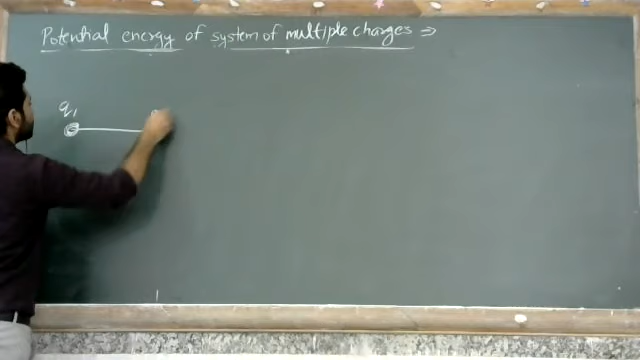 Potential energy of system of multiple charges ⇒
q1